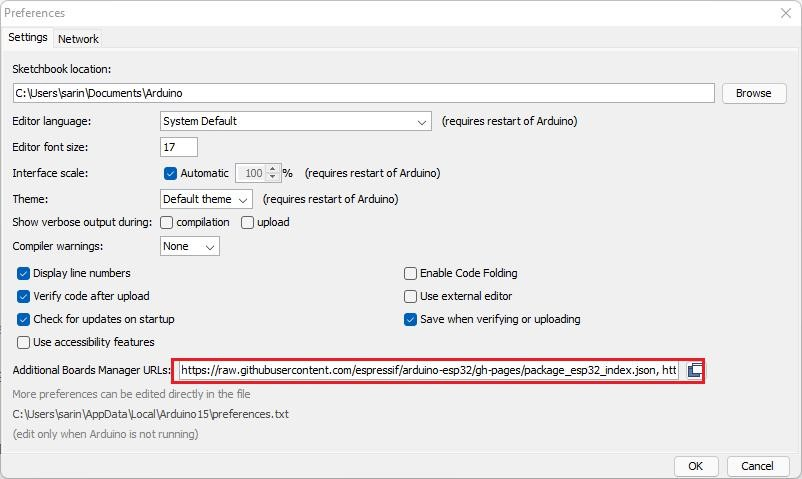 Preferences
Settings Network
Sketchbook location:
C:\Users\sarin\Documents\Arduino Browse
Editor language: System Default (requires restart of Arduino)
Editor font size: 17
Interface scale: Automatic 100 % (requires restart of Arduino)
Theme: Default theme (requires restart of Arduino)
Show verbose output during: compilation upload
Compiler warnings: None
Display line numbers Enable Code Folding
Verify code after upload Use external editor
Check for updates on startup Save when verifying or uploading
Use accessibility features
Additional Boards Manager URLs: https://raw.githubusercontent.com/espressif/arduino-esp32/gh-pages/package_esp32_index.json, htt
More preferences can be edited directly in the file
C:\Users\sarin\AppData\Local\Arduino15\preferences.txt
(edit only when Arduino is not running)
OK Cancel